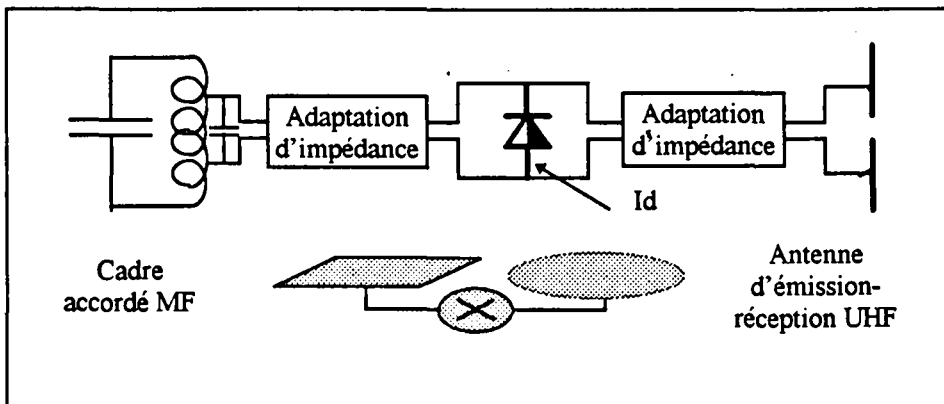 Adaptation
d'impédance
Adaptation
d'impédance
Id
Cadre
accordé MF
Antenne
d'émission-
réception UHF